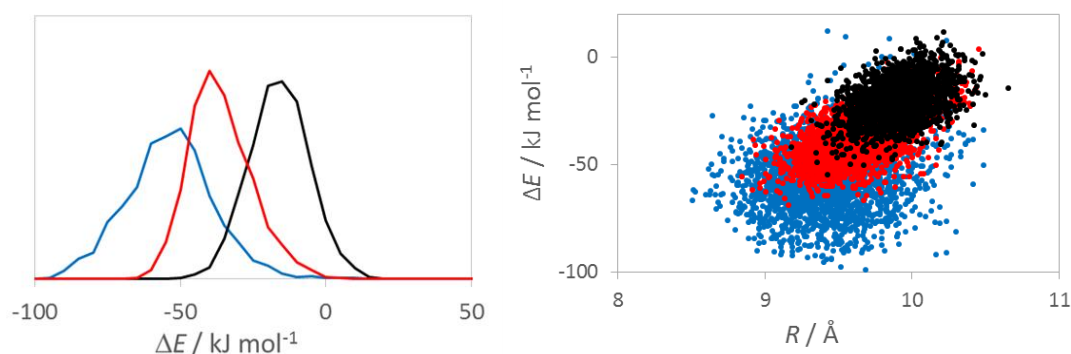 -100 -50 0 50
ΔE / kJ mol⁻¹
ΔE / kJ mol⁻¹
0
-50
-100
8 9 10 11
R / Å